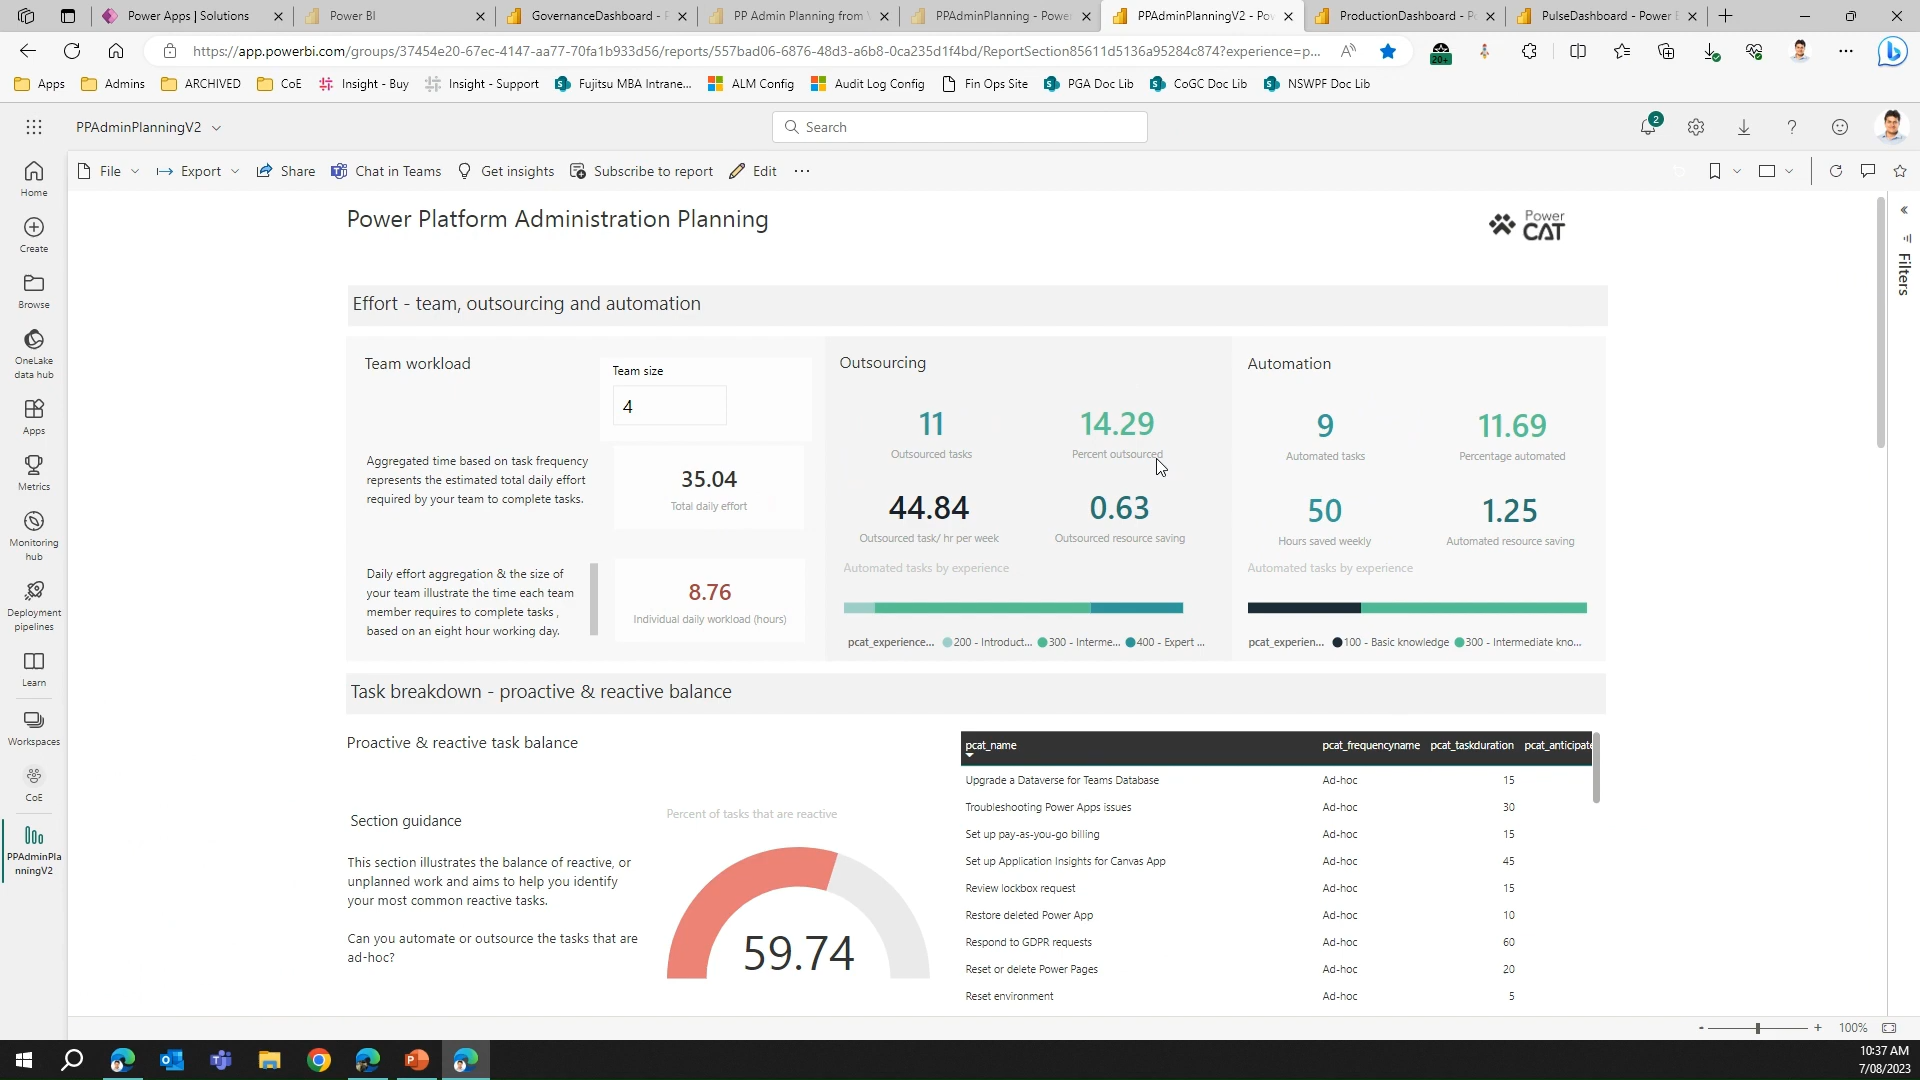 Power Apps | Solutions
Power BI
GovernanceDashboard - P
PP Admin Planning from
PPAdminPlanning - Power
PPAdminPlanningV2 - Pow
ProductionDashboard - P
PulseDashboard - Power
https://app.powerbi.com/groups/37454e20-67ec-4147-aa77-70fa1b933d56/reports/557bad06-6876-48d3-a6b8-0ca235d1f4bd/ReportSection85611d5136a95284c874?experience=p...
20+
Apps
Admins
ARCHIVED
CoE
Insight - Buy
Insight - Support
Fujitsu MBA Intrane...
ALM Config
Audit Log Config
Fin Ops Site
PGA Doc Lib
CoGC Doc Lib
NSWPF Doc Lib
PPAdminPlanningV2
Search
2
File
Export
Share
Chat in Teams
Get insights
Subscribe to report
Edit
Home
Create
Browse
OneLake
data hub
Apps
Metrics
Monitoring
hub
Deployment
pipelines
Learn
Workspaces
CoE
PPAdminPla
nningV2
Filters
Power Platform Administration Planning
Power
CAT
Effort - team, outsourcing and automation
Team workload
Team size
4
Aggregated time based on task frequency
represents the estimated total daily effort
required by your team to complete tasks.
35.04
Total daily effort
Daily effort aggregation & the size of
your team illustrate the time each team
member requires to complete tasks ,
based on an eight hour working day.
8.76
Individual daily workload (hours)
Outsourcing
11
Outsourced tasks
14.29
Percent outsourced
44.84
Outsourced task/ hr per week
0.63
Outsourced resource saving
Automated tasks by experience
pcat_experience...
200 - Introduct...
300 - Interme...
400 - Expert ...
Automation
9
Automated tasks
11.69
Percentage automated
50
Hours saved weekly
1.25
Automated resource saving
Automated tasks by experience
pcat_experien...
100 - Basic knowledge
300 - Intermediate kno...
Task breakdown - proactive & reactive balance
Proactive & reactive task balance
Section guidance
This section illustrates the balance of reactive, or
unplanned work and aims to help you identify
your most common reactive tasks.
Can you automate or outsource the tasks that are
ad-hoc?
Percent of tasks that are reactive
59.74
pcat_name pcat_frequencyname pcat_taskduration pcat_anticipate
Upgrade a Dataverse for Teams Database Ad-hoc 15
Troubleshooting Power Apps issues Ad-hoc 30
Set up pay-as-you-go billing Ad-hoc 15
Set up Application Insights for Canvas App Ad-hoc 45
Review lockbox request Ad-hoc 15
Restore deleted Power App Ad-hoc 10
Respond to GDPR requests Ad-hoc 60
Reset or delete Power Pages Ad-hoc 20
Reset environment Ad-hoc 5
100%
10:37 AM
7/08/2023